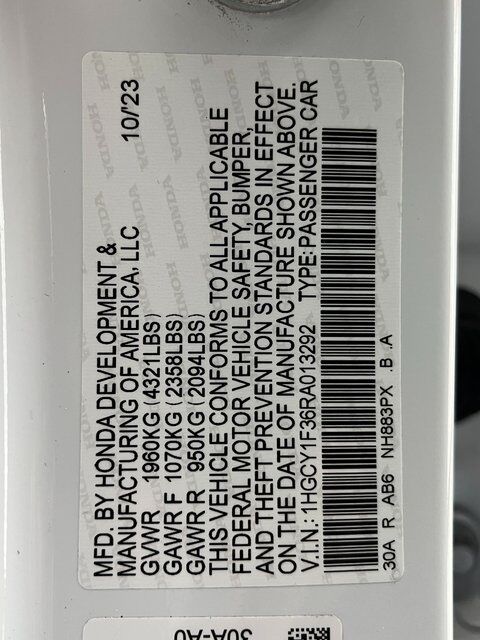 MFD. BY HONDA DEVELOPMENT &
MANUFACTURING OF AMERICA, LLC 10/'23
GVWR 1960KG (4321LBS)
GAWR F 1070KG (2358LBS)
GAWR R 950KG (2094LBS)
THIS VEHICLE CONFORMS TO ALL APPLICABLE
FEDERAL MOTOR VEHICLE SAFETY, BUMPER,
AND THEFT PREVENTION STANDARDS IN EFFECT
ON THE DATE OF MANUFACTURE SHOWN ABOVE.
V.I.N.: 1HGCY1F36RA013292 TYPE: PASSENGER CAR
30A R AB6 NH883PX .B .A
30A-A0